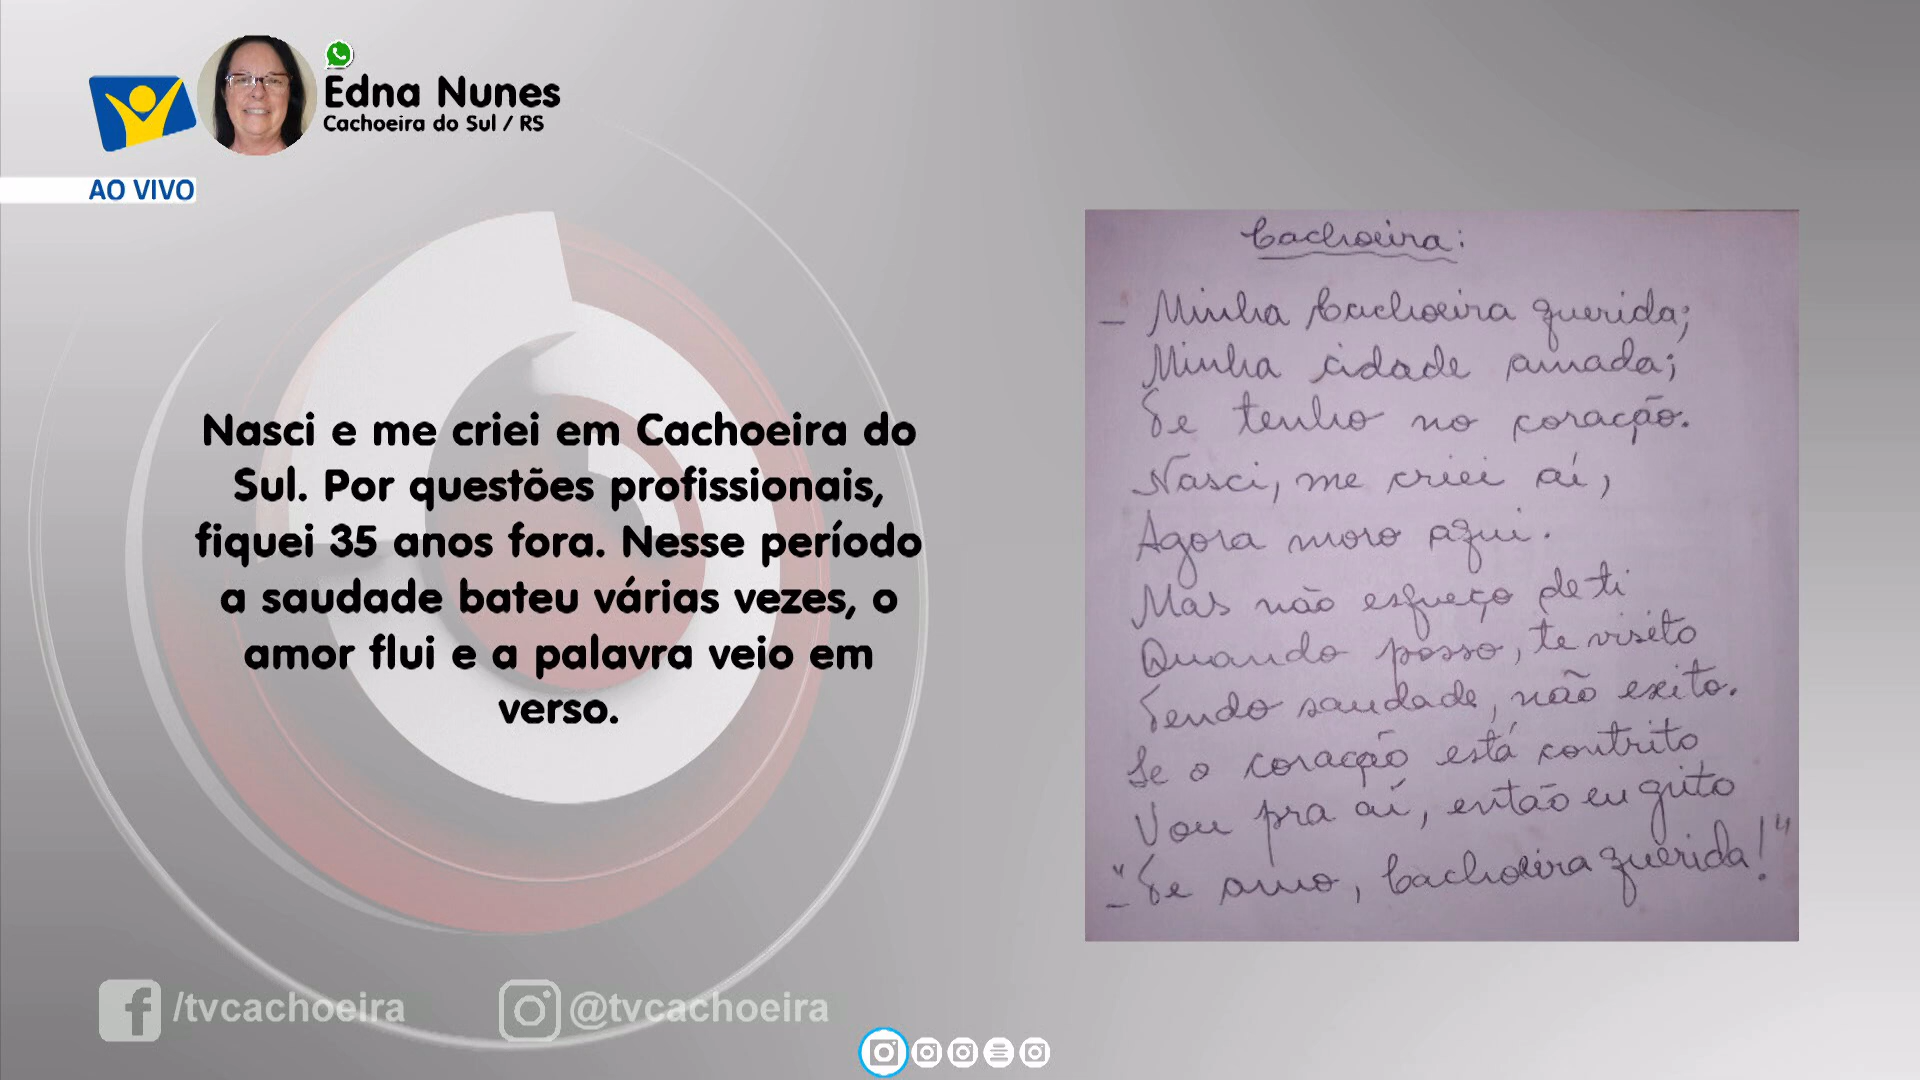 Edna Nunes
Cachoeira do Sul / RS
AO VIVO
Nasci e me criei em Cachoeira do
Sul. Por questões profissionais,
fiquei 35 anos fora. Nesse período
a saudade bateu várias vezes, o
amor flui e a palavra veio em
verso.
Cachoeira:
- Minha Cachoeira querida;
Minha cidade amada;
Te tenho no coração.
Nasci, me criei aí,
Agora moro aqui.
Mas não esqueço de ti
Quando posso, te visito
Tendo saudade, não exito.
Se o coração está contrito
Vou pra aí, então eu grito
- "Te amo, Cachoeira querida!"
/tvcachoeira
@tvcachoeira